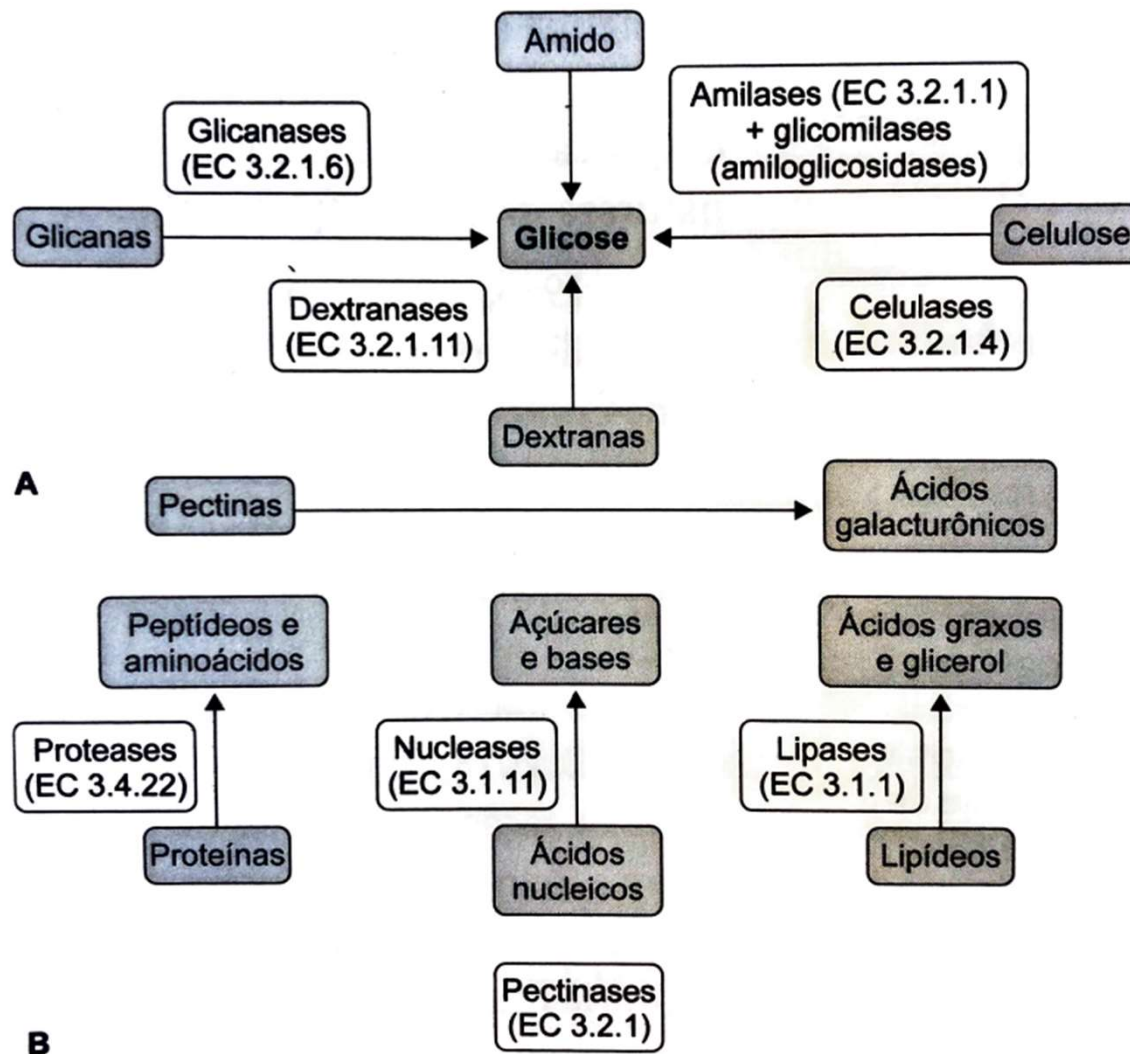 Amido
Glicanases
(EC 3.2.1.6)
Amilases (EC 3.2.1.1)
+ glicomilases
(amiloglicosidases)
Glicanas
Glicose
Celulose
Dextranases
(EC 3.2.1.11)
Celulases
(EC 3.2.1.4)
Dextranas
A
Pectinas
Ácidos
galacturônicos
Peptídeos e
aminoácidos
Açúcares
e bases
Ácidos graxos
e glicerol
Proteases
(EC 3.4.22)
Nucleases
(EC 3.1.11)
Lipases
(EC 3.1.1)
Proteínas
Ácidos
nucleicos
Lipídeos
Pectinases
(EC 3.2.1)
B